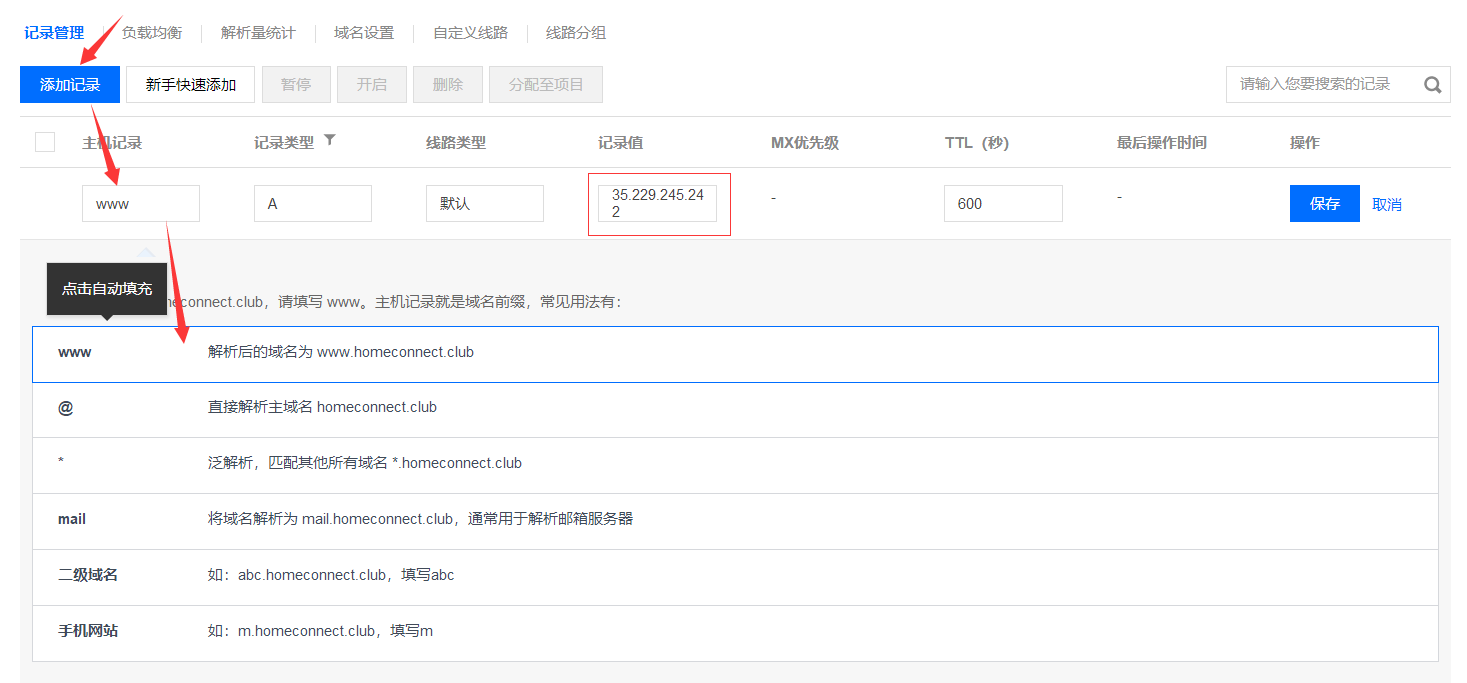 记录管理 负载均衡 解析量统计 域名设置 自定义线路 线路分组
添加记录 新手快速添加 暂停 开启 删除 分配至项目 请输入您要搜索的记录
主机记录 记录类型 线路类型 记录值 MX优先级 TTL（秒） 最后操作时间 操作
www A 默认 35.229.245.24 - 600 - 保存 取消
2
点击自动填充
econnect.club，请填写 www。主机记录就是域名前缀，常见用法有：
www 解析后的域名为 www.homeconnect.club
@ 直接解析主域名 homeconnect.club
* 泛解析，匹配其他所有域名 *.homeconnect.club
mail 将域名解析为 mail.homeconnect.club，通常用于解析邮箱服务器
二级域名 如：abc.homeconnect.club，填写abc
手机网站 如：m.homeconnect.club，填写m